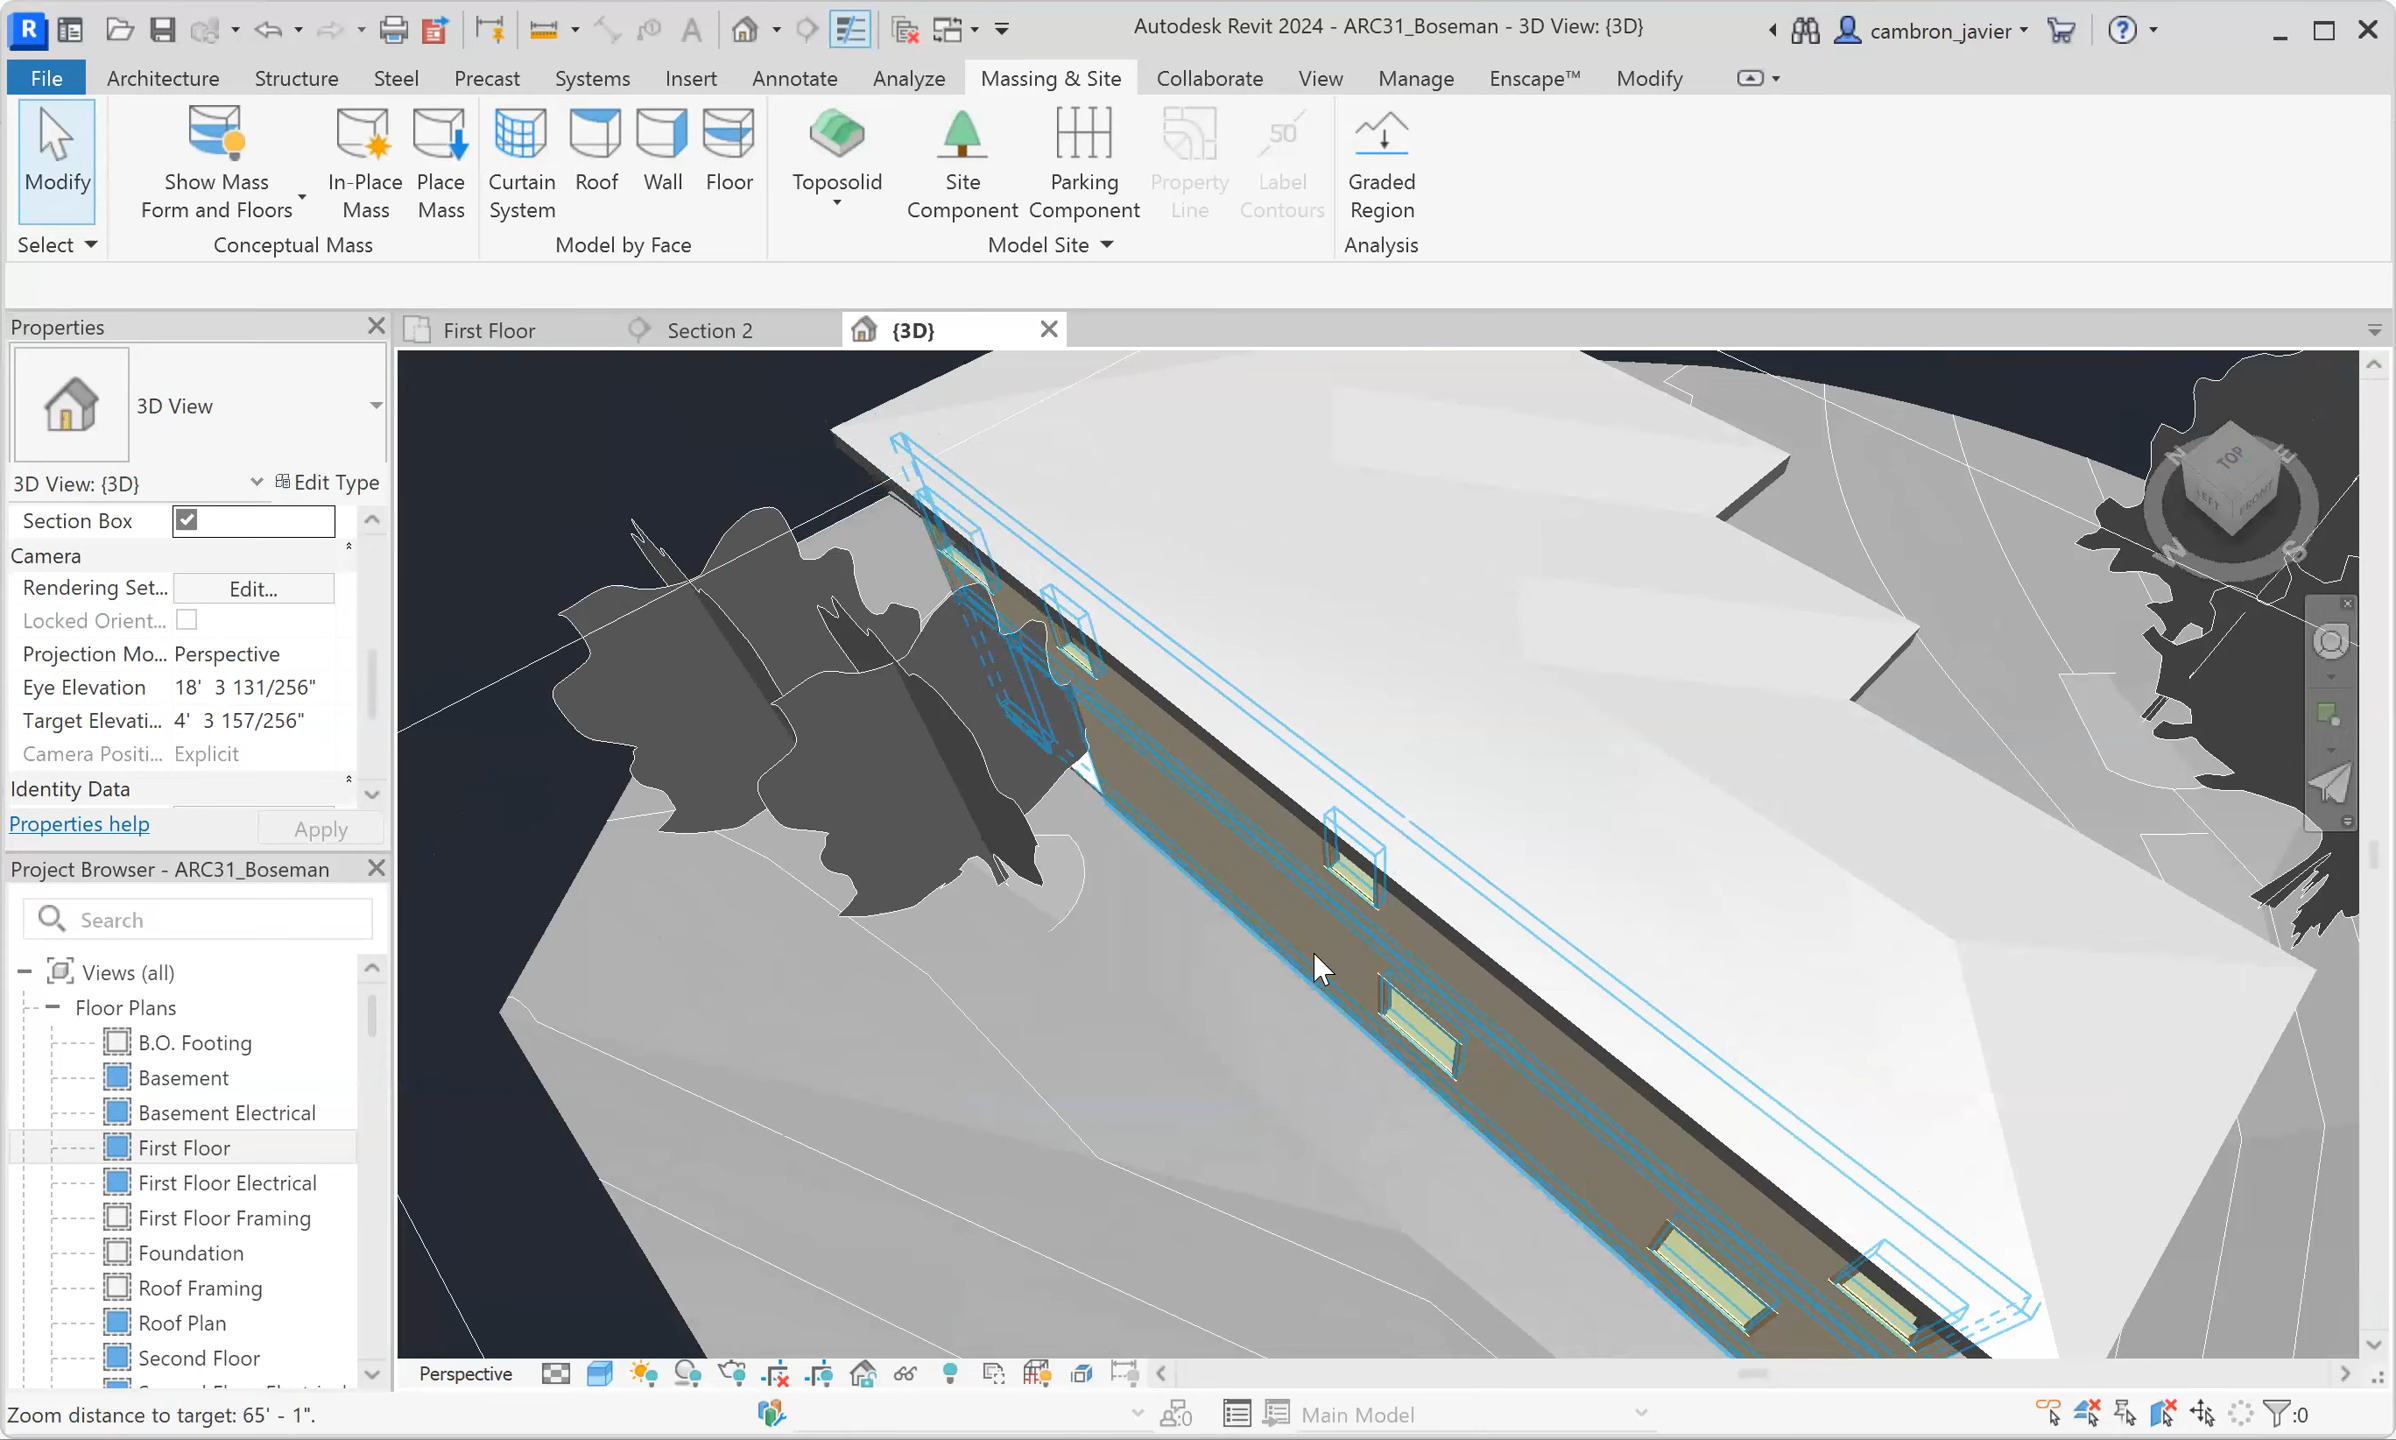 R
A
Autodesk Revit 2024 - ARC31_Boseman - 3D View: {3D}
cambron_javier
?
File Architecture Structure Steel Precast Systems Insert Annotate Analyze Massing & Site Collaborate View Manage Enscape™ Modify
Modify
Show Mass
Form and Floors
In-Place
Mass
Place
Mass
Curtain
System
Roof
Wall
Floor
Toposolid
Site
Component
Parking
Component
Property
Line
50
Label
Contours
Graded
Region
Select
Conceptual Mass
Model by Face
Model Site
Analysis
Properties
3D View
3D View: {3D}
Edit Type
Section Box
Camera
Rendering Set... Edit...
Locked Orient...
Projection Mo... Perspective
Eye Elevation 18' 3 131/256"
Target Elevati... 4' 3 157/256"
Camera Positi... Explicit
Identity Data
Properties help
Apply
Project Browser - ARC31_Boseman
Search
Views (all)
Floor Plans
B.O. Footing
Basement
Basement Electrical
First Floor
First Floor Electrical
First Floor Framing
Foundation
Roof Framing
Roof Plan
Second Floor
First Floor
Section 2
{3D}
TOP
LEFT
FRONT
N
E
W
S
Perspective
Zoom distance to target: 65' - 1".
:0
Main Model
:0